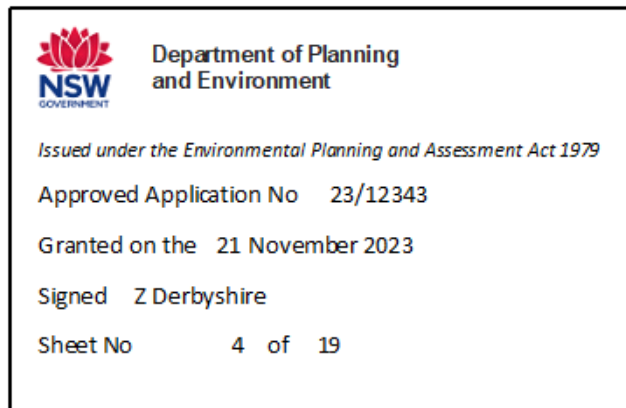 NSW
GOVERNMENT
Department of Planning
and Environment
Issued under the Environmental Planning and Assessment Act 1979
Approved Application No 23/12343
Granted on the 21 November 2023
Signed Z Derbyshire
Sheet No 4 of 19